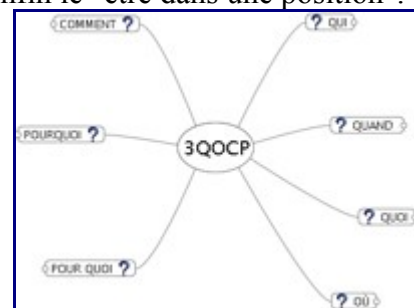 COMMENT ?
? QUI
POURQUOI ?
3QOCP
? QUAND
? QUOI
POUR QUOI ?
? OÙ